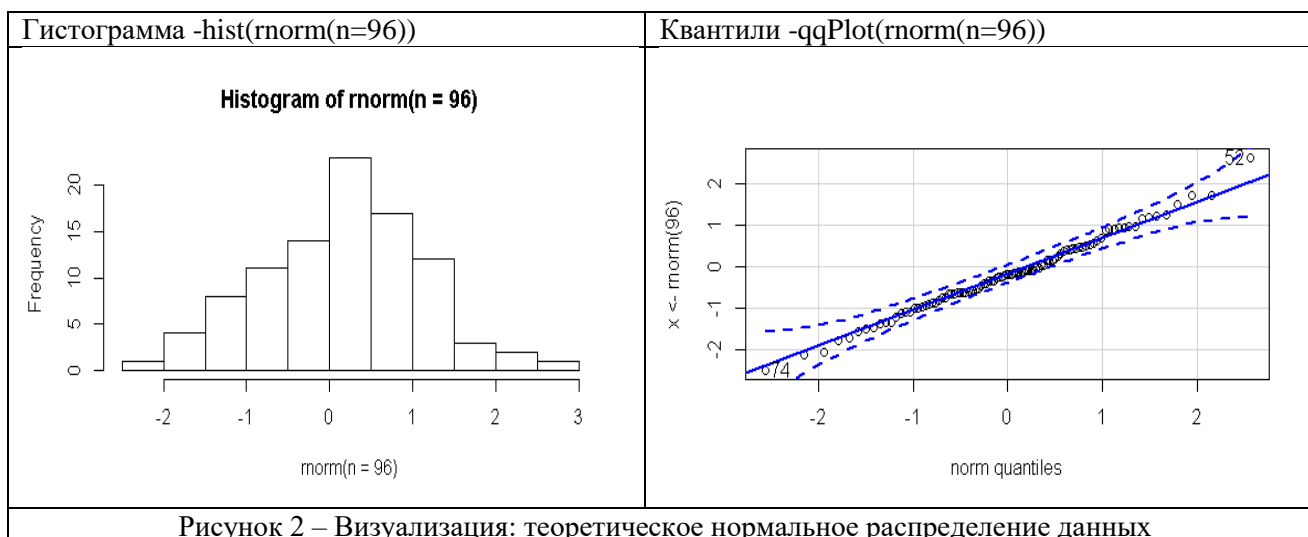 Гистограмма -hist(rnorm(n=96))
Квантили -qqPlot(rnorm(n=96))
Histogram of rnorm(n = 96)
Frequency
20
15
10
5
0
-2
-1
0
1
2
3
rnorm(n = 96)
x <- rnorm(96)
2
1
0
-1
-2
52
74
-2
-1
0
1
2
norm quantiles
Рисунок 2 – Визуализация: теоретическое нормальное распределение данных